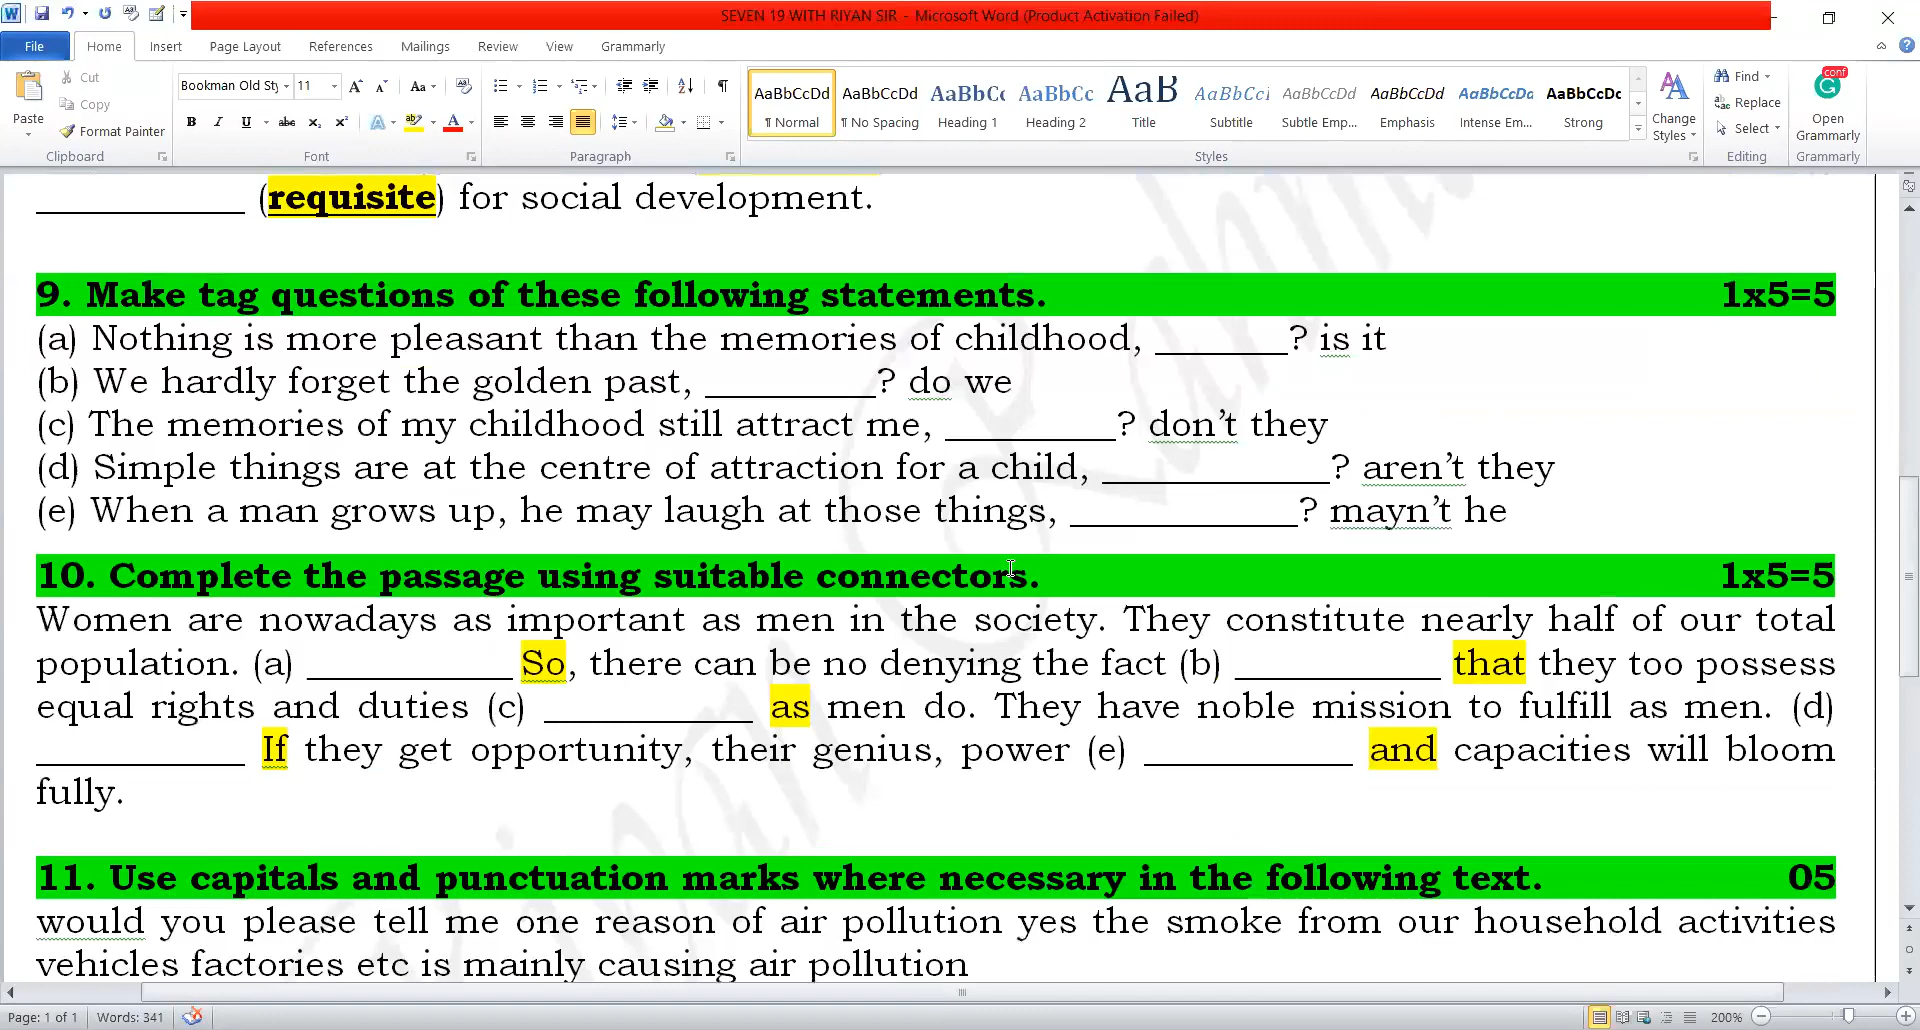 SEVEN 19 WITH RIYAN SIR - Microsoft Word (Product Activation Failed)
File Home Insert Page Layout References Mailings Review View Grammarly
Paste Cut Copy Format Painter
Bookman Old Sty 11
AaBbCcDd AaBbCcDd AaBbCc AaBbCc AaB AaBbCcI AaBbCcDd AaBbCcDd AaBbCcDd AaBbCcDc
¶ Normal ¶ No Spacing Heading 1 Heading 2 Title Subtitle Subtle Emp... Emphasis Intense Em... Strong
Change Styles
Find Replace Select
conf
Open Grammarly
Clipboard Font Paragraph Styles Editing Grammarly
___________ (requisite) for social development.
9. Make tag questions of these following statements. 1x5=5
(a) Nothing is more pleasant than the memories of childhood, _______? is it
(b) We hardly forget the golden past, _________? do we
(c) The memories of my childhood still attract me, _________? don’t they
(d) Simple things are at the centre of attraction for a child, ____________? aren’t they
(e) When a man grows up, he may laugh at those things, ____________? mayn’t he
10. Complete the passage using suitable connectors. 1x5=5
Women are nowadays as important as men in the society. They constitute nearly half of our total
population. (a) ___________ So, there can be no denying the fact (b) ___________ that they too possess
equal rights and duties (c) ___________ as men do. They have noble mission to fulfill as men. (d)
___________ If they get opportunity, their genius, power (e) ___________ and capacities will bloom
fully.
11. Use capitals and punctuation marks where necessary in the following text. 05
would you please tell me one reason of air pollution yes the smoke from our household activities
vehicles factories etc is mainly causing air pollution
Page: 1 of 1 Words: 341 200%